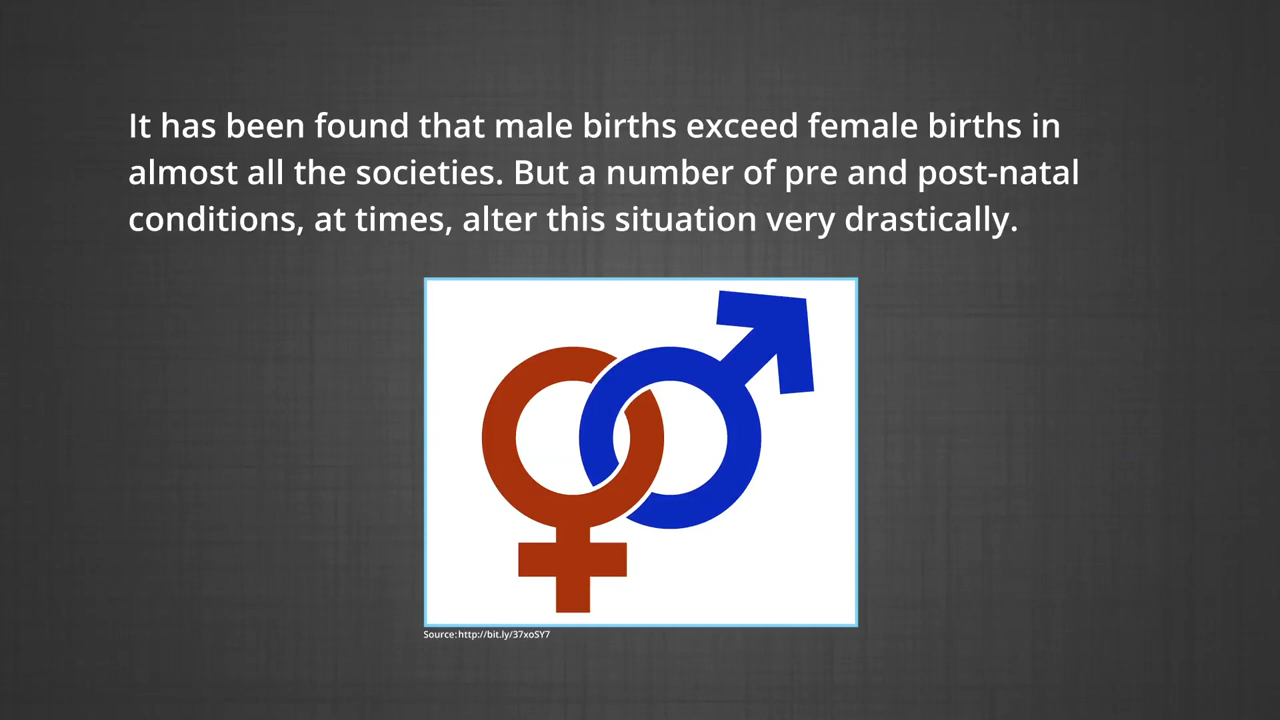 It has been found that male births exceed female births in
almost all the societies. But a number of pre and post-natal
conditions, at times, alter this situation very drastically.
Source:http://bit.ly/37xoSY7